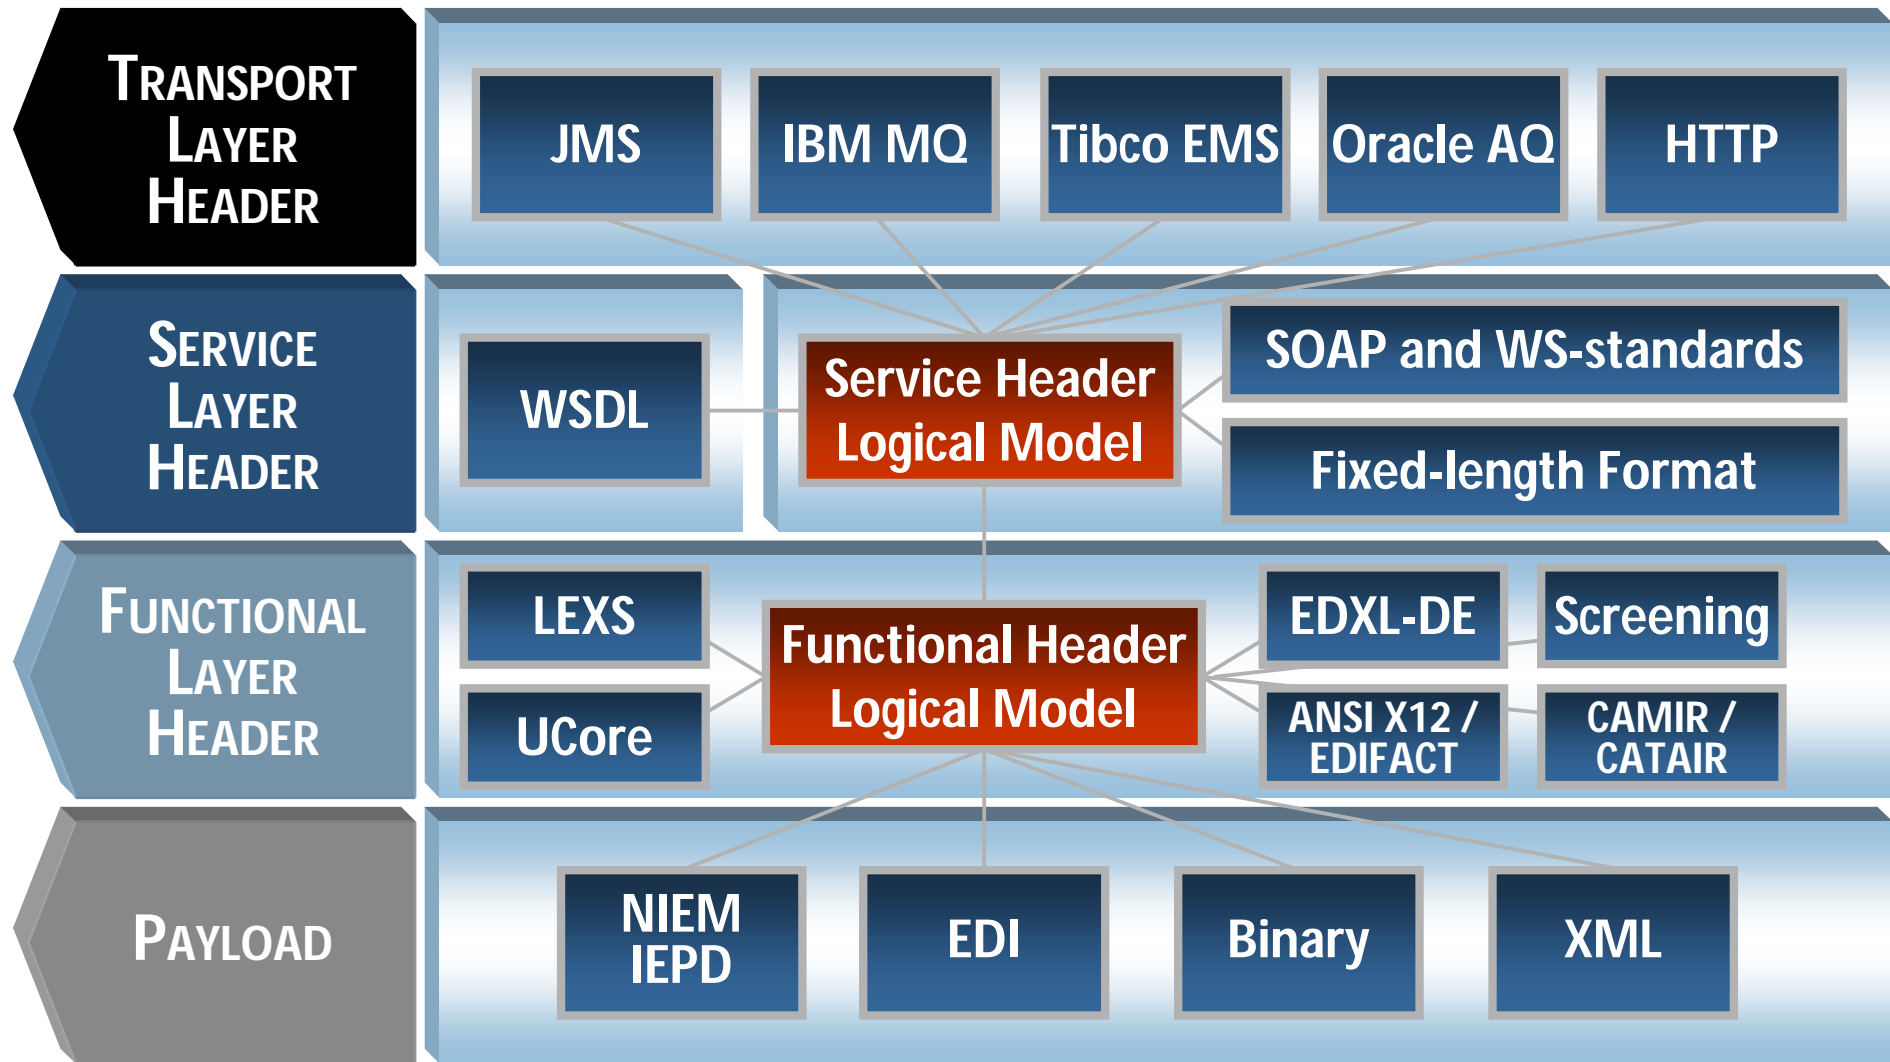 TRANSPORT
LAYER
HEADER
JMS
IBM MQ
Tibco EMS
Oracle AQ
HTTP
SERVICE
LAYER
HEADER
WSDL
Service Header
Logical Model
SOAP and WS-standards
Fixed-length Format
FUNCTIONAL
LAYER
HEADER
LEXS
UCore
Functional Header
Logical Model
EDXL-DE
Screening
ANSI X12 /
EDIFACT
CAMIR /
CATAIR
PAYLOAD
NIEM
IEPD
EDI
Binary
XML